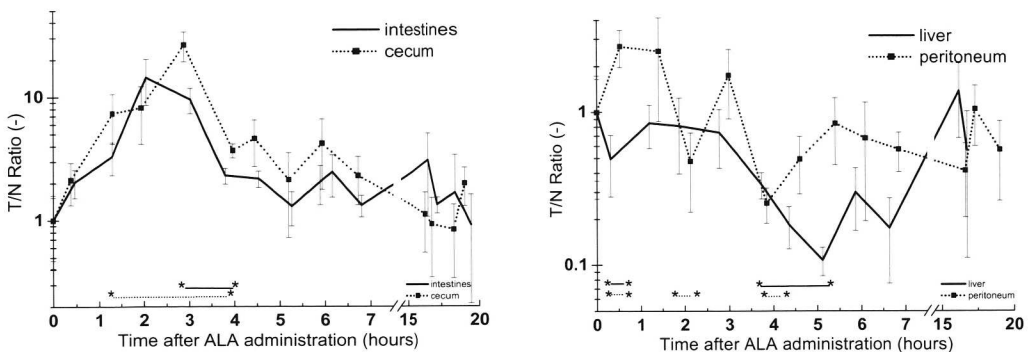 intestines
cecum
10
1
T/N Ratio (-)
* *
* *
intestines
cecum
0 1 2 3 4 5 6 7 15 20
Time after ALA administration (hours)
liver
peritoneum
1
0.1
T/N Ratio (-)
* * * *
* * * * * *
liver
peritoneum
0 1 2 3 4 5 6 7 15 20
Time after ALA administration (hours)